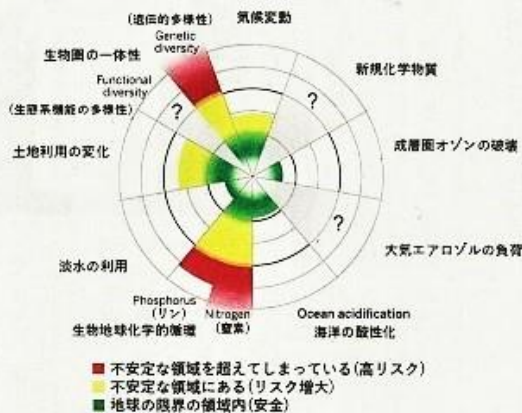 (遺伝的多様性)
Genetic
diversity
気候変動
生物圏の一体性
Functional
diversity
(生態系機能の多様性)
?
?
新規化学物質
成層圏オゾンの破壊
土地利用の変化
?
大気エアロゾルの負荷
淡水の利用
Phosphorus
(リン)
Nitrogen
(窒素)
生物地球化学的循環
Ocean acidification
海洋の酸性化
不安定な領域を超えてしまっている(高リスク)
不安定な領域にある(リスク増大)
地球の限界の領域内(安全)